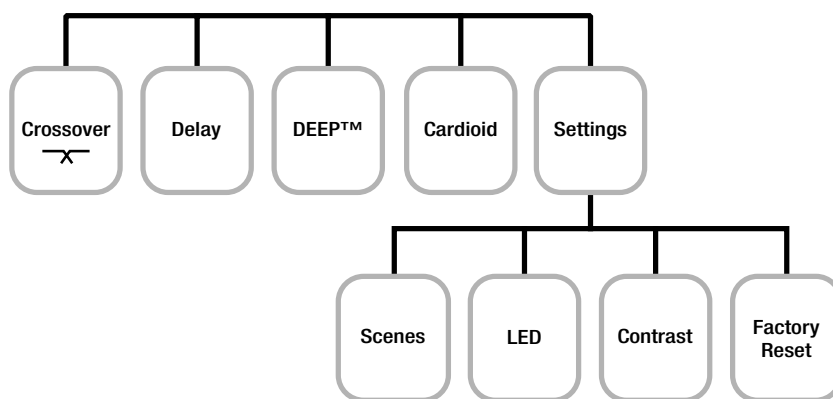 Crossover
Delay
DEEP™
Cardioid
Settings
Scenes
LED
Contrast
Factory
Reset